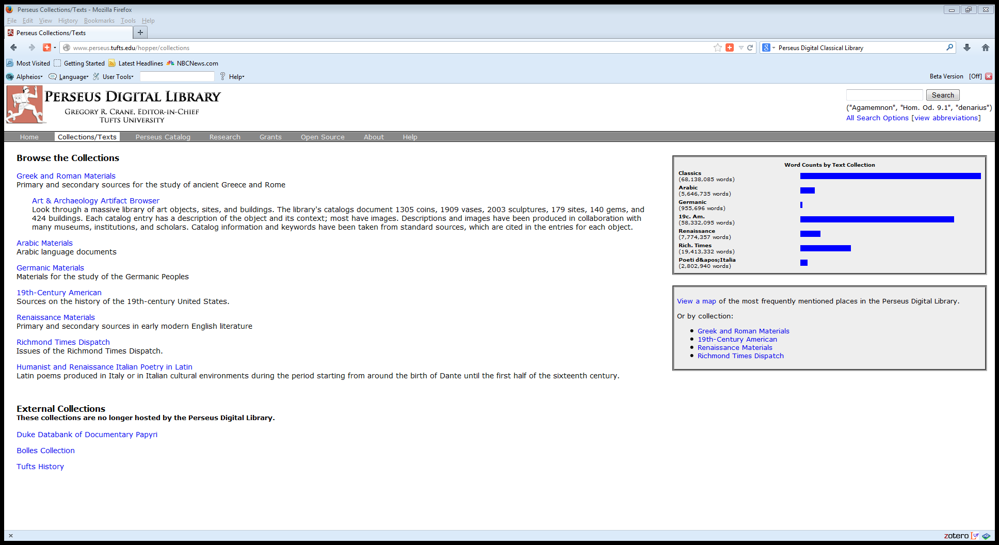 Perseus Collections/Texts - Mozilla Firefox
File Edit View History Bookmarks Tools Help
Perseus Collections/Texts
www.perseus.tufts.edu/hopper/collections
Perseus Digital Classical Library
Most Visited Getting Started Latest Headlines NBCNews.com
Alpheios Language User Tools Help
Beta Version [Off]
PERSEUS DIGITAL LIBRARY
GREGORY R. CRANE, EDITOR-IN-CHIEF
TUFTS UNIVERSITY
Search
("Agamemnon", "Hom. Od. 9.1", "denarius")
All Search Options [view abbreviations]
Home Collections/Texts Perseus Catalog Research Grants Open Source About Help
Browse the Collections
Greek and Roman Materials
Primary and secondary sources for the study of ancient Greece and Rome
Art & Archaeology Artifact Browser
Look through a massive library of art objects, sites, and buildings. The library's catalogs document 1305 coins, 1909 vases, 2003 sculptures, 179 sites, 140 gems, and
424 buildings. Each catalog entry has a description of the object and its context; most have images. Descriptions and images have been produced in collaboration with
many museums, institutions, and scholars. Catalog information and keywords have been taken from standard sources, which are cited in the entries for each object.
Arabic Materials
Arabic language documents
Germanic Materials
Materials for the study of the Germanic Peoples
19th-Century American
Sources on the history of the 19th-century United States.
Renaissance Materials
Primary and secondary sources in early modern English literature
Richmond Times Dispatch
Issues of the Richmond Times Dispatch.
Humanist and Renaissance Italian Poetry in Latin
Latin poems produced in Italy or in Italian cultural environments during the period starting from around the birth of Dante until the first half of the sixteenth century.
External Collections
These collections are no longer hosted by the Perseus Digital Library.
Duke Databank of Documentary Papyri
Bolles Collection
Tufts History
Word Counts by Text Collection
Classics
(68,138,085 words)
Arabic
(5,646,735 words)
Germanic
(955,696 words)
19c. Am.
(58,332,095 words)
Renaissance
(7,774,357 words)
Rich. Times
(19,413,332 words)
Poeti d&apos;Italia
(2,802,940 words)
View a map of the most frequently mentioned places in the Perseus Digital Library.
Or by collection:
Greek and Roman Materials
19th-Century American
Renaissance Materials
Richmond Times Dispatch
zotero LUF